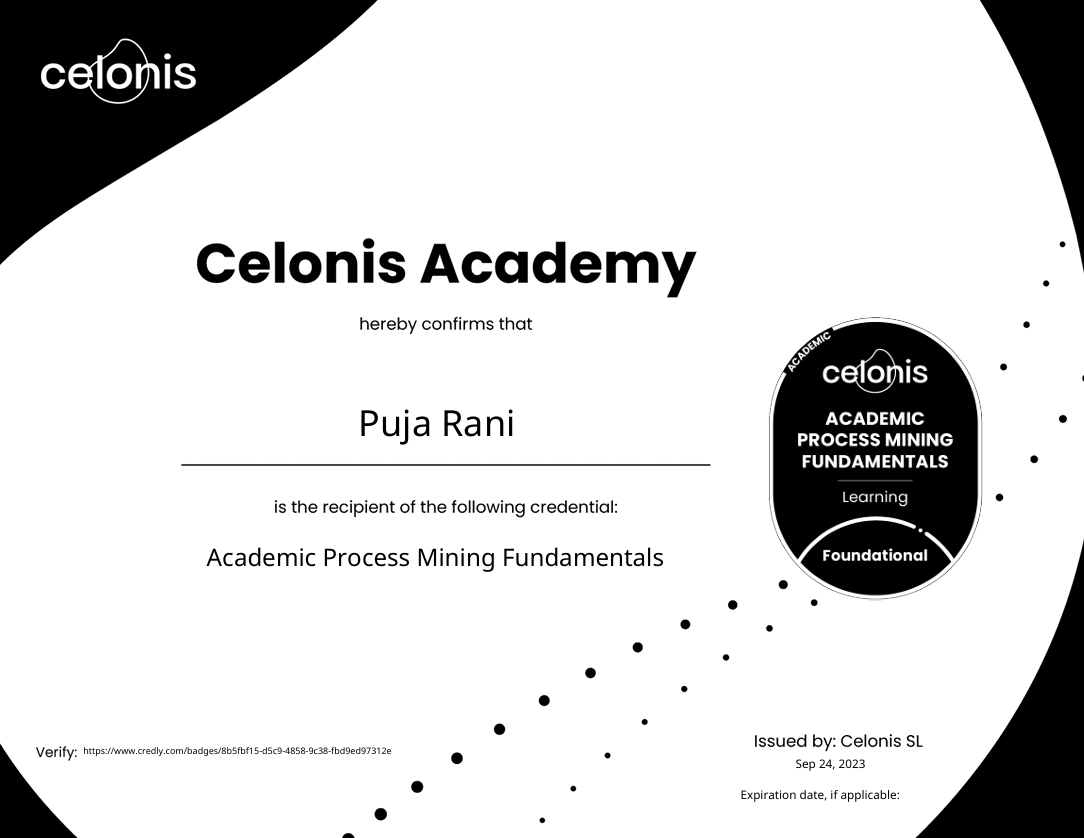 celonis
Celonis Academy
hereby confirms that
Puja Rani
is the recipient of the following credential:
Academic Process Mining Fundamentals
ACADEMIC
celonis
ACADEMIC
PROCESS MINING
FUNDAMENTALS
Learning
Foundational
Verify: https://www.credly.com/badges/8b5fbf15-d5c9-4858-9c38-fbd9ed97312e
Issued by: Celonis SL
Sep 24, 2023
Expiration date, if applicable: